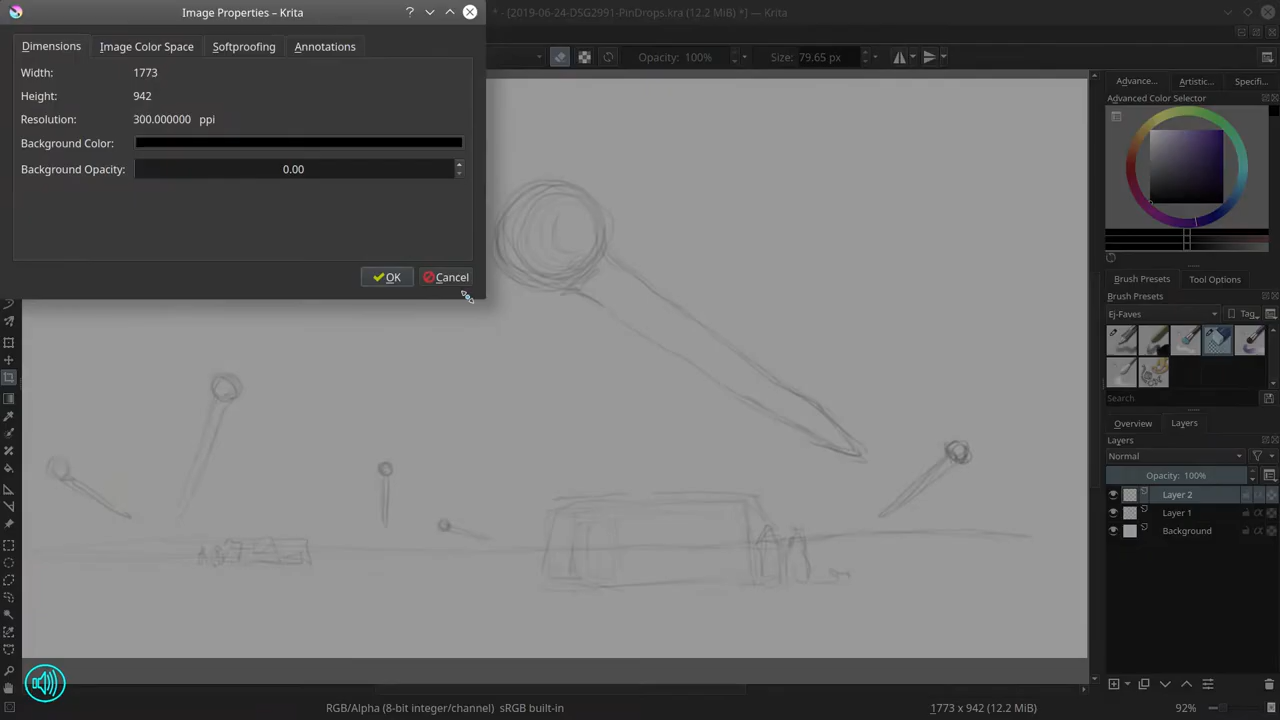 Image Properties – Krita
* - [2019-06-24-DSG2991-PinDrops.kra (12.2 MiB) *] — Krita
Dimensions Image Color Space Softproofing Annotations
Opacity: 100% Size: 79.65 px
Width: 1773
Height: 942
Resolution: 300.000000 ppi
Background Color:
Background Opacity: 0.00
OK Cancel
Advance... Artistic... Specifi...
Advanced Color Selector
Brush Presets Tool Options
Brush Presets
Ej-Faves Tag
Search
Overview Layers
Layers
Normal
Opacity: 100%
Layer 2
Layer 1
Background
RGB/Alpha (8-bit integer/channel) sRGB built-in 1773 x 942 (12.2 MiB) 92%